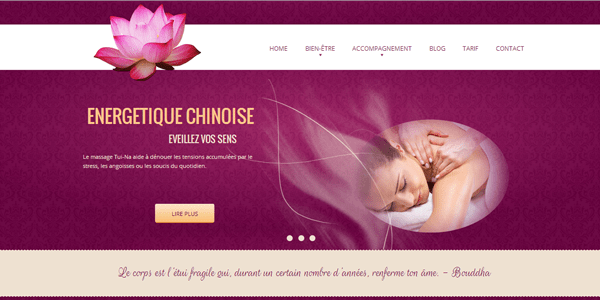 HOME BIEN-ÊTRE ACCOMPAGNEMENT BLOG TARIF CONTACT
ENERGETIQUE CHINOISE
EVEILLEZ VOS SENS
Le massage Tui-Na aide à dénouer les tensions accumuléel par le
stress, les angoisses ou les soucis du quotidien.
LIRE PLUS
Le corps est l'étui fragile qui, durant un certain nombre d'années, renferme ton âme. - Bouddha